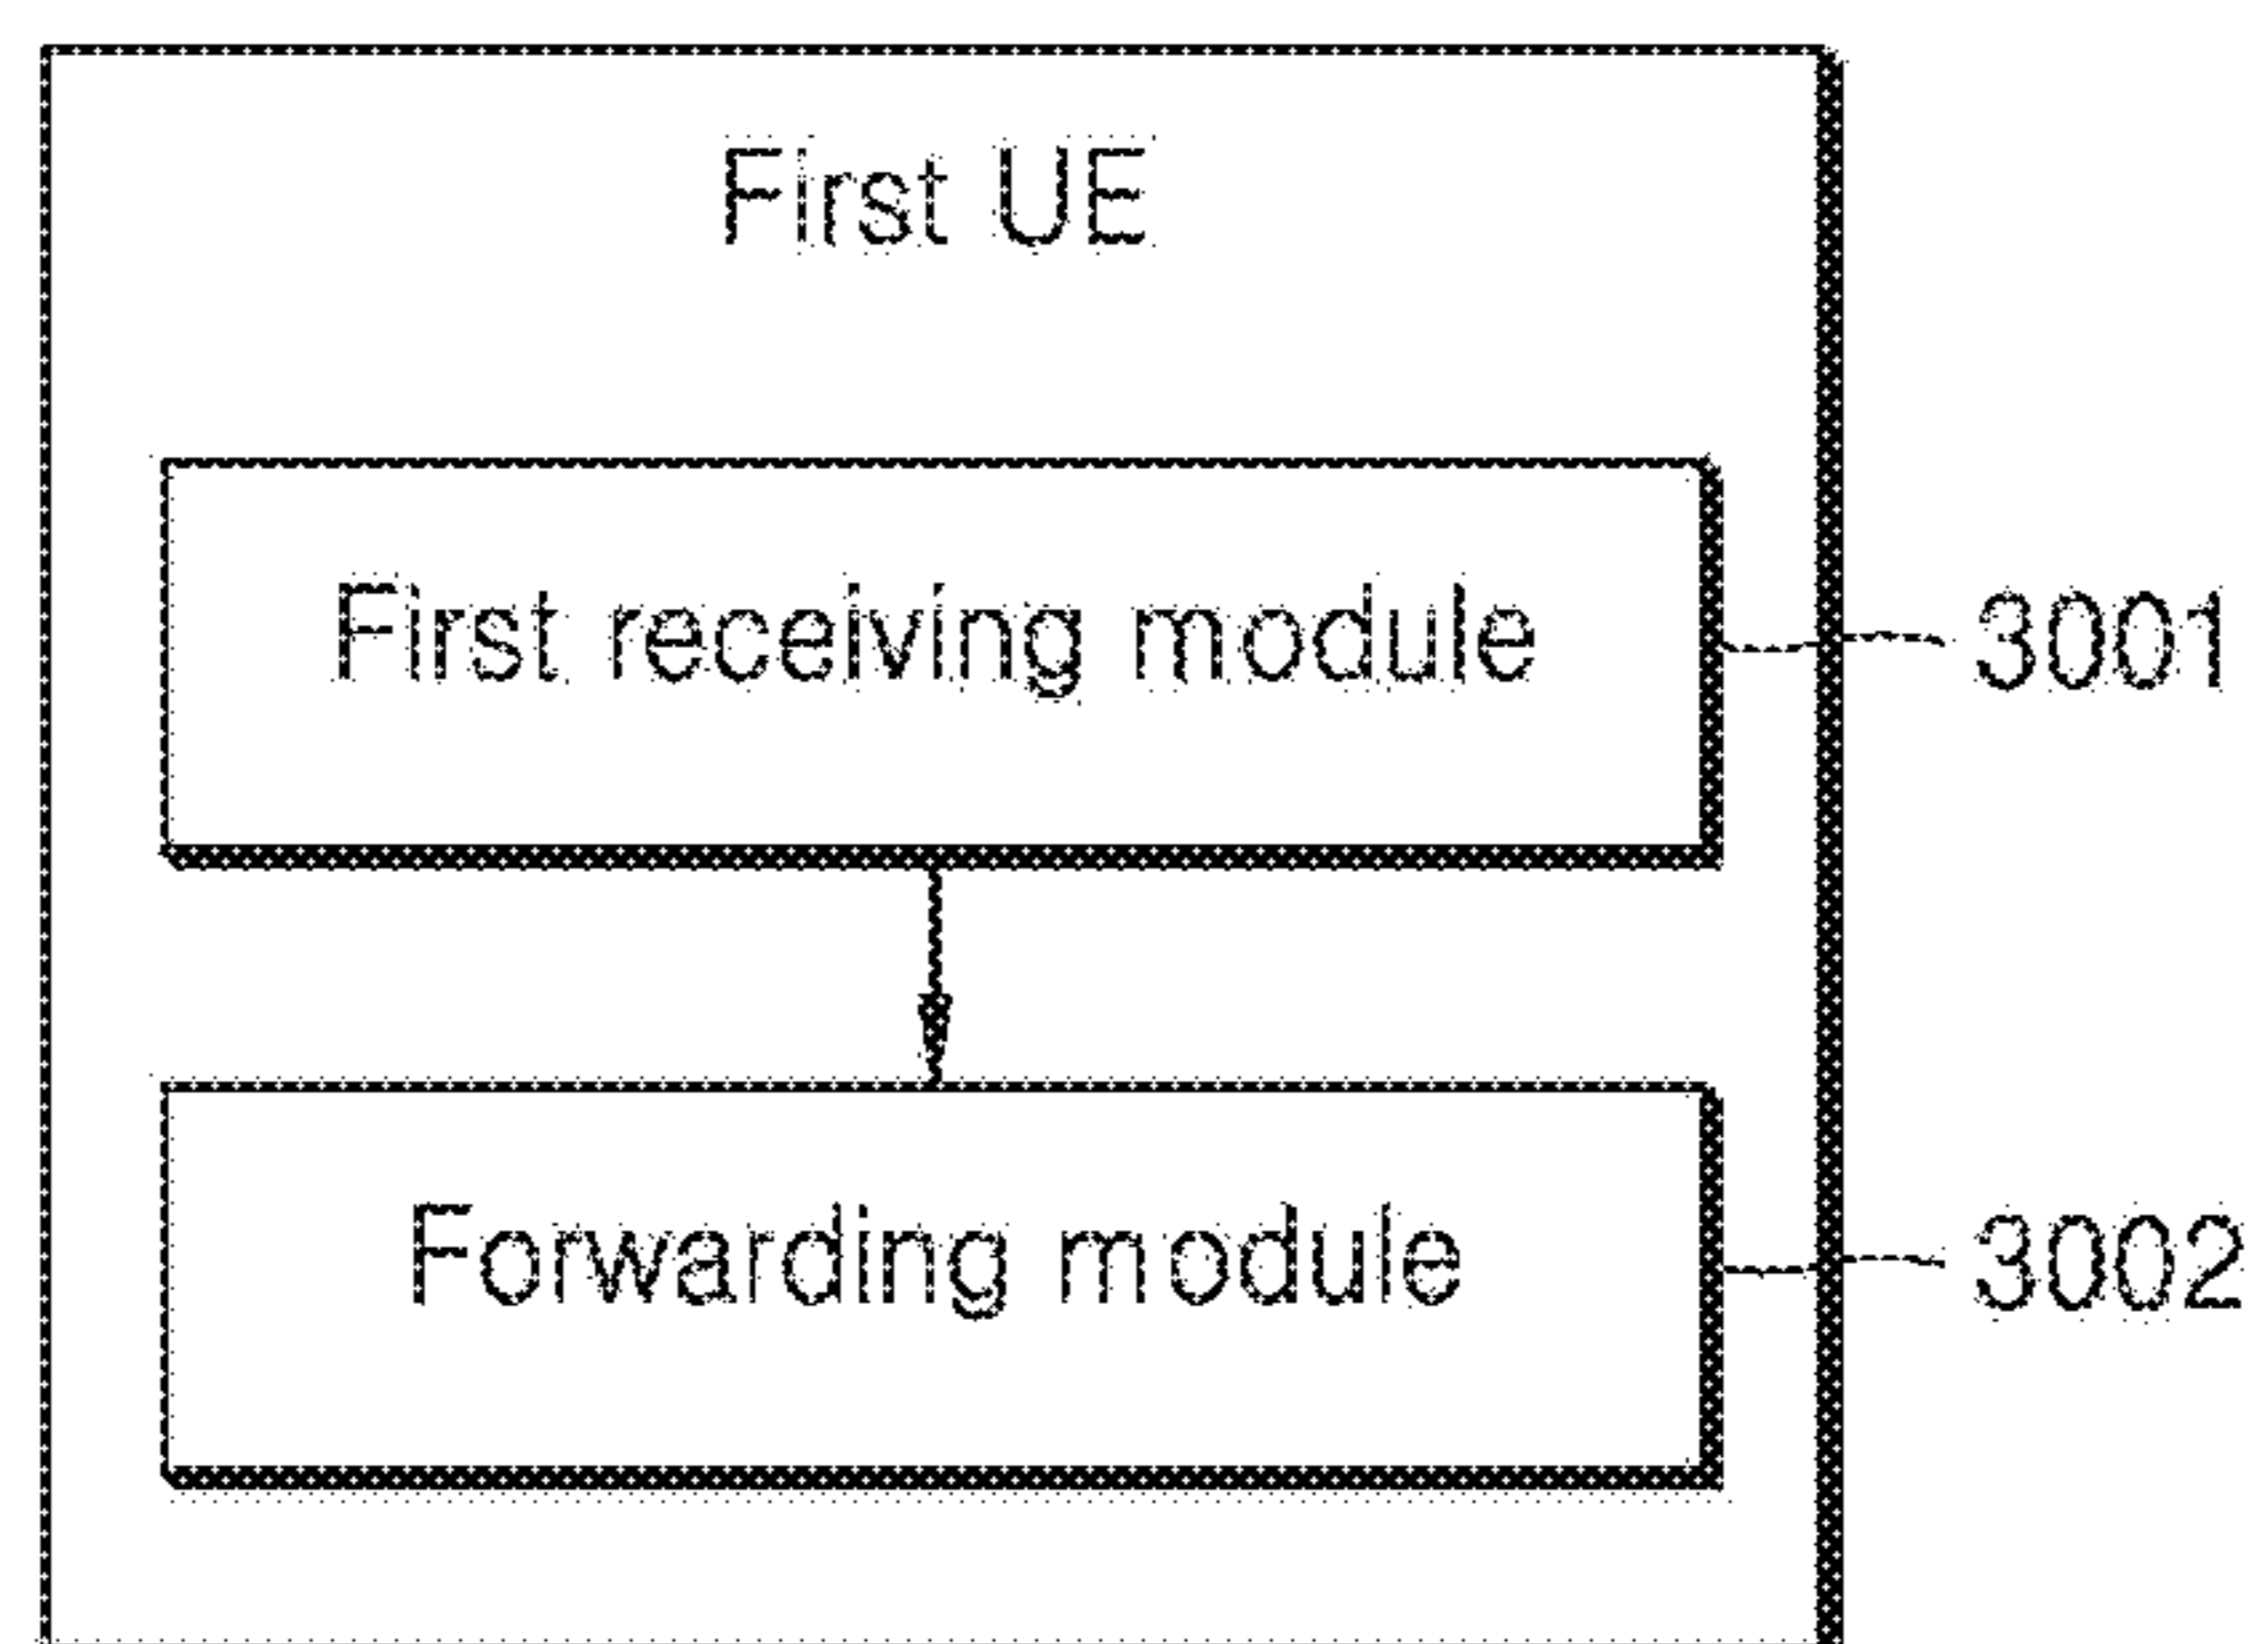 First UE
First receiving module
3001
Forwarding module
3002